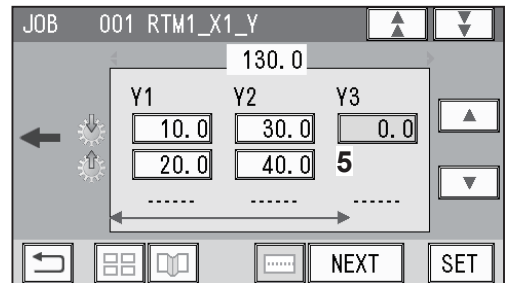 JOB 001 RTM1_X1_Y
130.0
Y1 Y2 Y3
10.0 30.0 0.0
20.0 40.0 5
------ ------ ------
NEXT SET